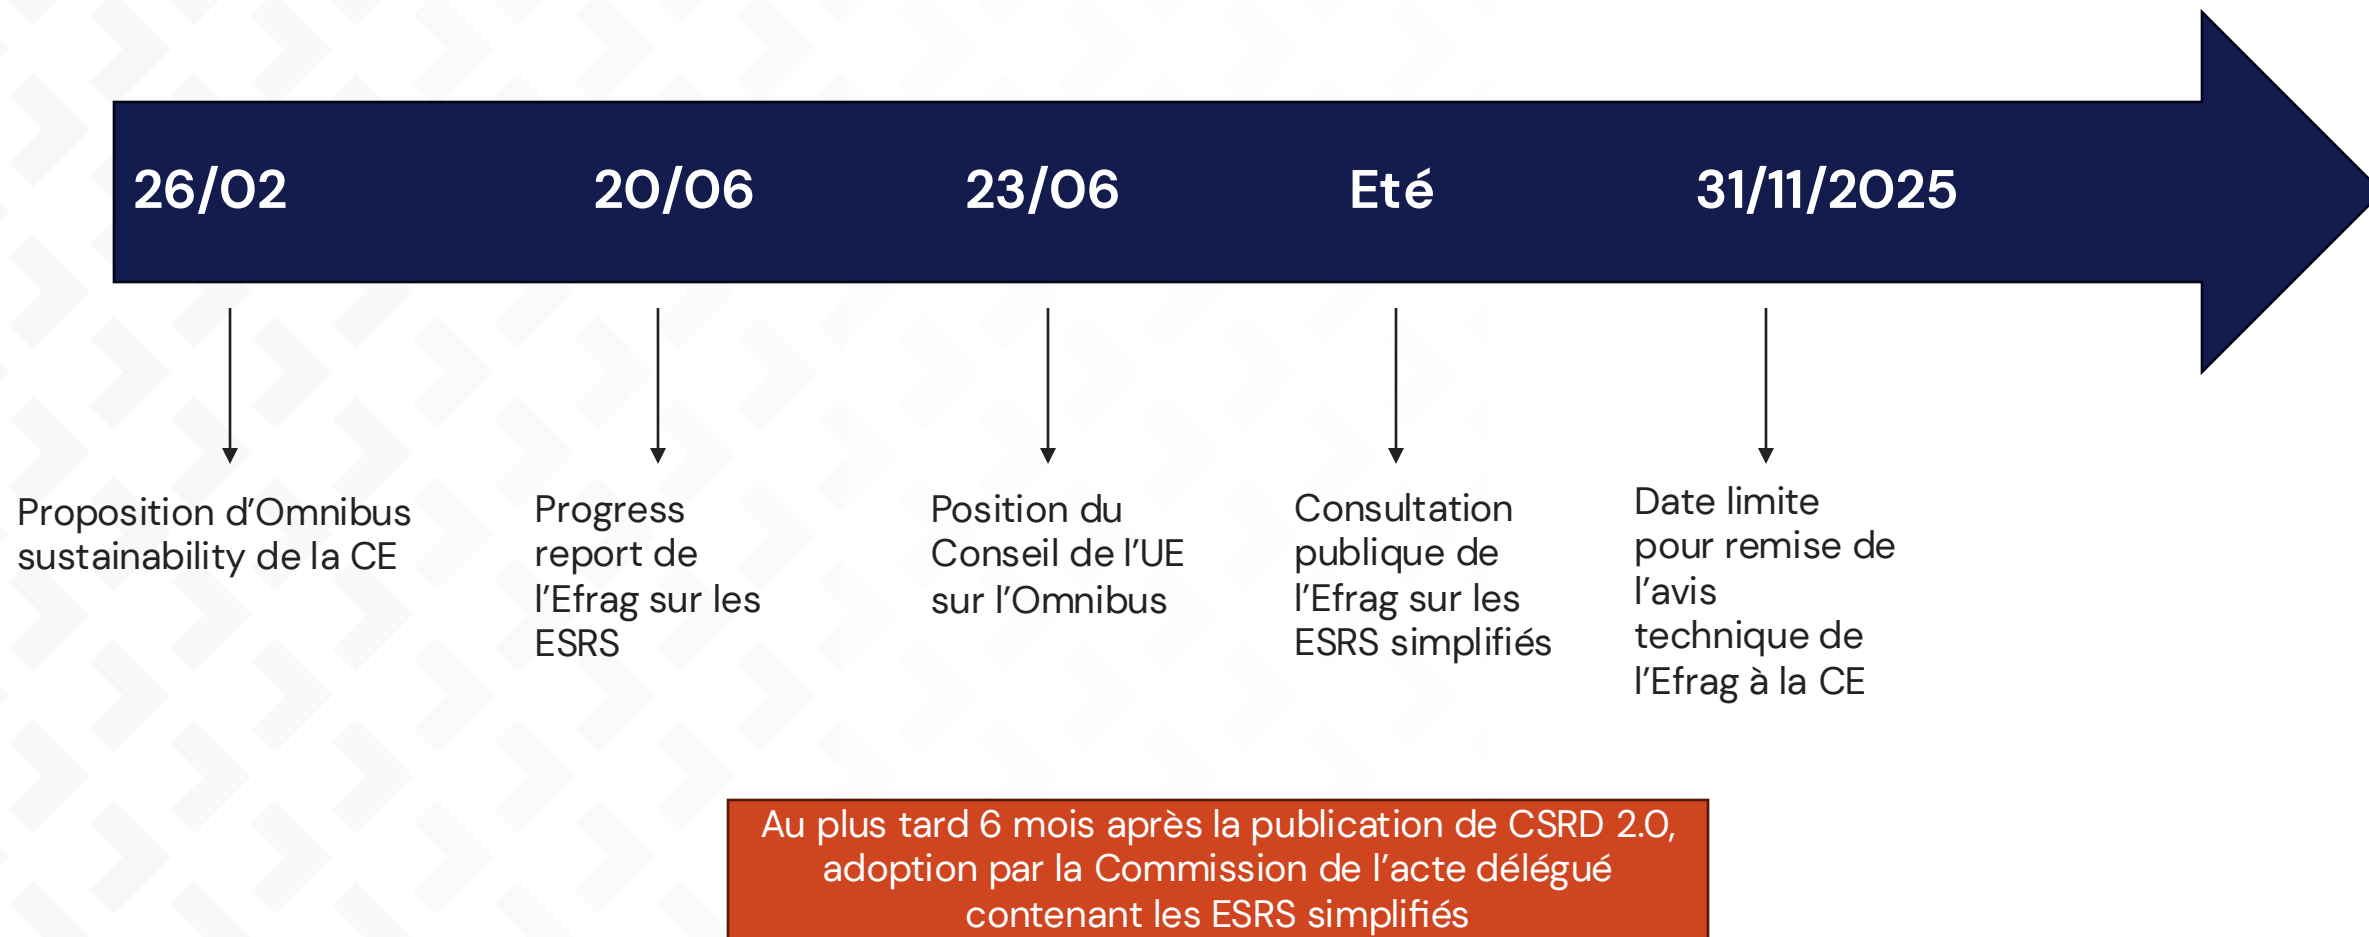 26/02
20/06
23/06
Eté
31/11/2025
Proposition d’Omnibus
sustainability de la CE
Progress
report de
l’Efrag sur les
ESRS
Position du
Conseil de l’UE
sur l’Omnibus
Consultation
publique de
l’Efrag sur les
ESRS simplifiés
Date limite
pour remise de
l’avis
technique de
l’Efrag à la CE
Au plus tard 6 mois après la publication de CSRD 2.0,
adoption par la Commission de l’acte délégué
contenant les ESRS simplifiés